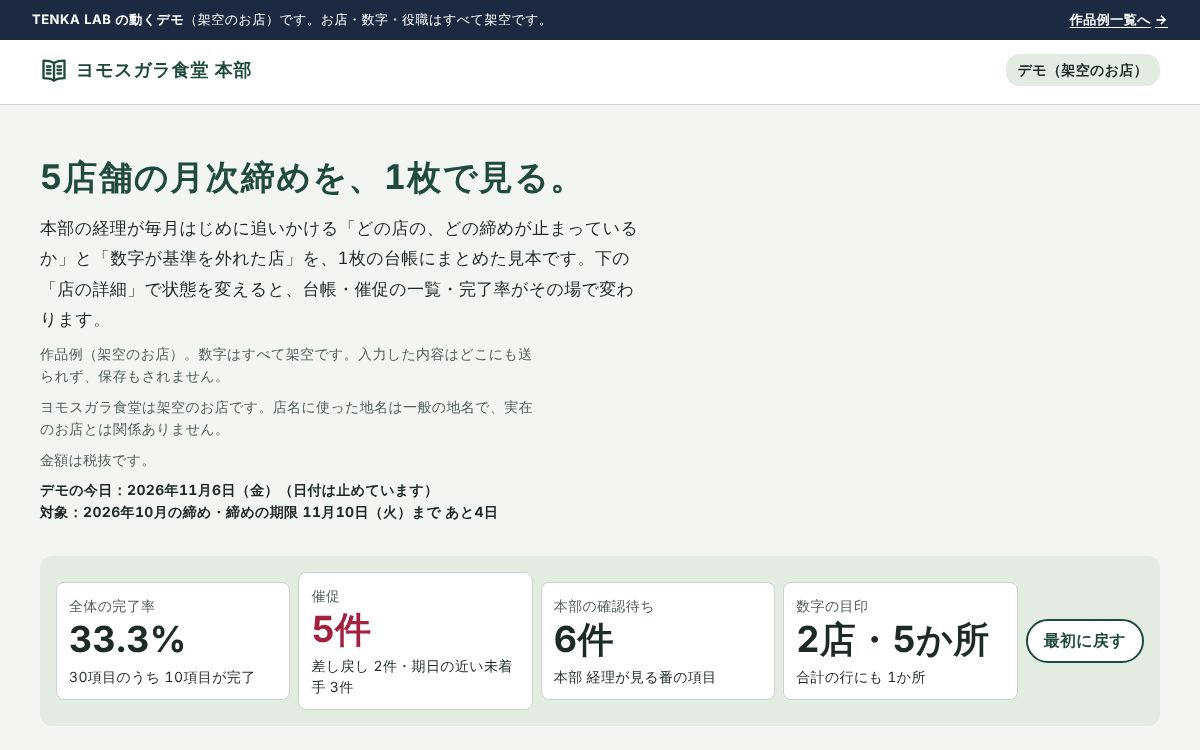 TENKA LAB の動くデモ（架空のお店）です。お店・数字・役職はすべて架空です。
作品例一覧へ →
ヨモスガラ食堂 本部
デモ（架空のお店）
5店舗の月次締めを、1枚で見る。
本部の経理が毎月はじめに追いかける「どの店の、どの締めが止まっている
か」と「数字が基準を外れた店」を、1枚の台帳にまとめた見本です。下の
「店の詳細」で状態を変えると、台帳・催促の一覧・完了率がその場で変わ
ります。
作品例（架空のお店）。数字はすべて架空です。入力した内容はどこにも送
られず、保存もされません。
ヨモスガラ食堂は架空のお店です。店名に使った地名は一般の地名で、実在
のお店とは関係ありません。
金額は税抜です。
デモの今日：2026年11月6日（金）（日付は止めています）
対象：2026年10月の締め・締めの期限 11月10日（火）まで あと4日
全体の完了率
33.3%
30項目のうち 10項目が完了
催促
5件
差し戻し 2件・期日の近い未着
手 3件
本部の確認待ち
6件
本部 経理が見る番の項目
数字の目印
2店・5か所
合計の行にも 1か所
最初に戻す